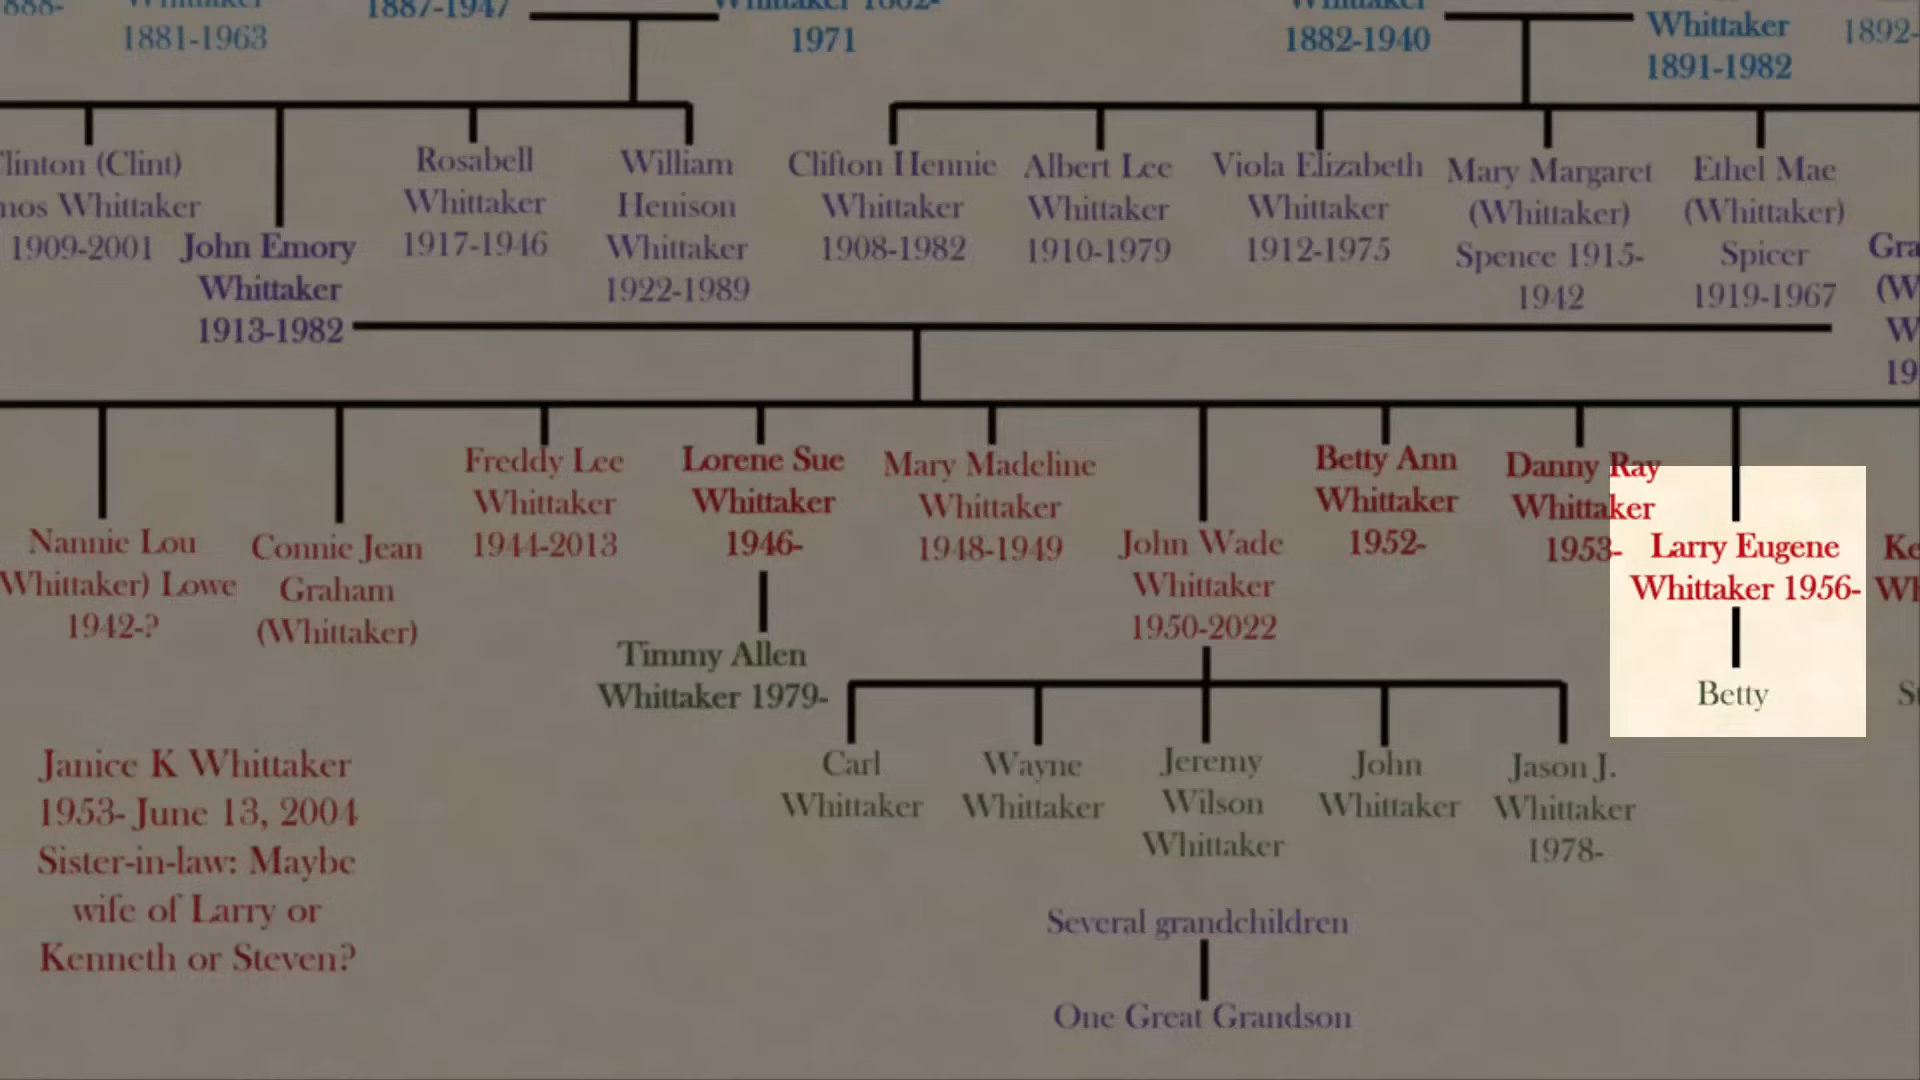 1881-1963
1887-1947
1971
Whittaker
1882-1940
Whittaker
1891-1982
1892-
(Clint)
Whittaker
1909-2001
John Emory
Whittaker
1913-1982
Rosabell
Whittaker
1917-1946
William
Henison
Whittaker
1922-1989
Clifton Hennie
Whittaker
1908-1982
Albert Lee
Whittaker
1910-1979
Viola Elizabeth
Whittaker
1912-1975
Mary Margaret
(Whittaker)
Spence 1915-
1942
Ethel Mae
(Whittaker)
Spicer
1919-1967
Nannie Lou
Whittaker) Lowe
1942-?
Connie Jean
Graham
(Whittaker)
Freddy Lee
Whittaker
1944-2013
Lorene Sue
Whittaker
1946-
Timmy Allen
Whittaker 1979-
Mary Madeline
Whittaker
1948-1949
John Wade
Whittaker
1950-2022
Betty Ann
Whittaker
1952-
Danny Ray
Whittaker
1953-
Larry Eugene
Whittaker 1956-
Betty
Carl
Whittaker
Wayne
Whittaker
Jeremy
Wilson
Whittaker
John
Whittaker
Jason J.
Whittaker
1978-
Janice K Whittaker
1953- June 13, 2004
Sister-in-law: Maybe
wife of Larry or
Kenneth or Steven?
Several grandchildren
One Great Grandson